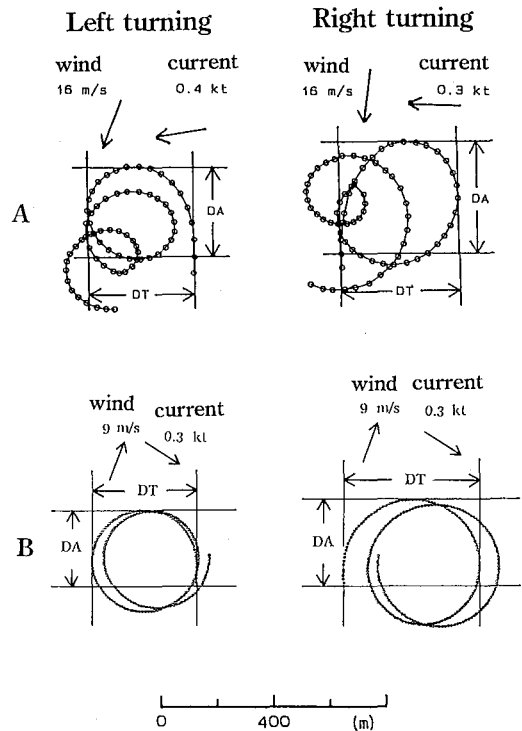 Left turning
Right turning
wind
current
16 m/s
0.4 kt
wind
current
16 m/s
0.3 kt
A
DA
DT
DA
DT
wind
current
9 m/s
0.3 kt
wind
current
9 m/s
0.3 kt
B
DT
DA
DT
DA
0 400 (m)